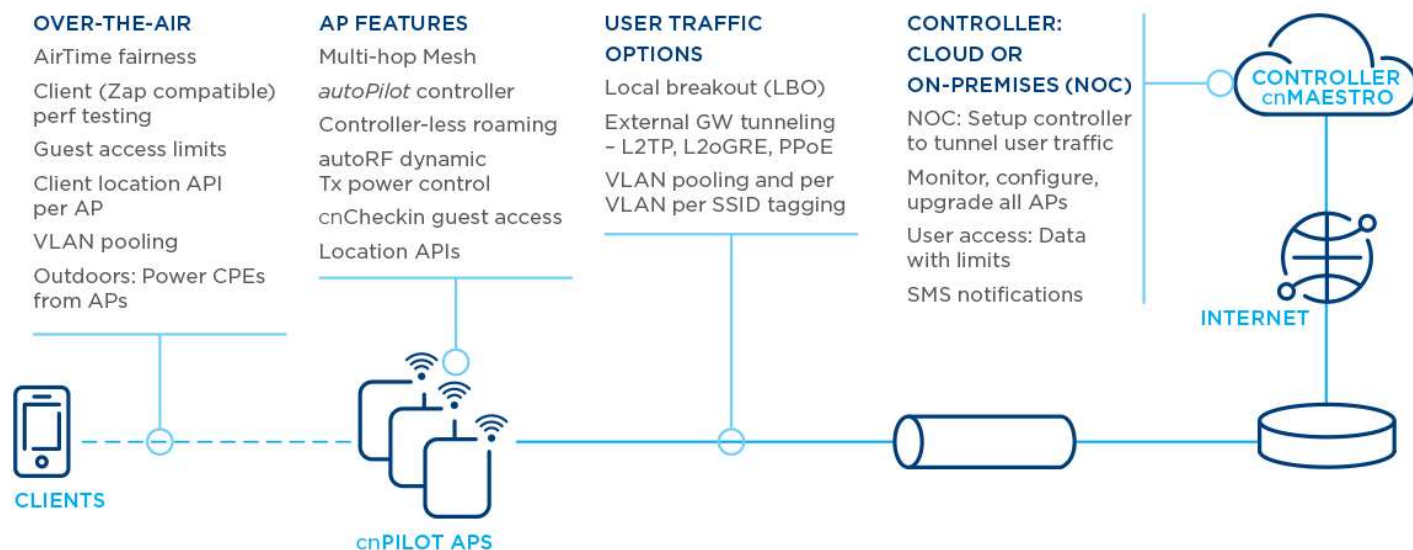 OVER-THE-AIR
AirTime fairness
Client (Zap compatible)
perf testing
Guest access limits
Client location API
per AP
VLAN pooling
Outdoors: Power CPEs
from APs
AP FEATURES
Multi-hop Mesh
autoPilot controller
Controller-less roaming
autoRF dynamic
Tx power control
cnCheckin guest access
Location APIs
USER TRAFFIC
OPTIONS
Local breakout (LBO)
External GW tunneling
– L2TP, L2oGRE, PPoE
VLAN pooling and per
VLAN per SSID tagging
CONTROLLER:
CLOUD OR
ON-PREMISES (NOC)
NOC: Setup controller
to tunnel user traffic
Monitor, configure,
upgrade all APs
User access: Data
with limits
SMS notifications
CONTROLLER
cnMAESTRO
INTERNET
CLIENTS
cnPILOT APS